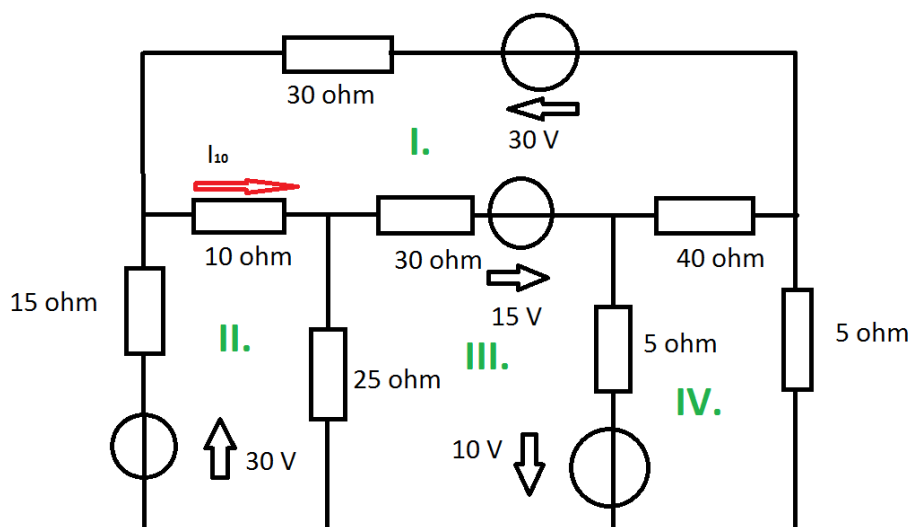 30 ohm
30 V
I.
I₁₀
10 ohm
30 ohm
40 ohm
15 ohm
15 V
II.
III.
5 ohm
5 ohm
25 ohm
IV.
30 V
10 V